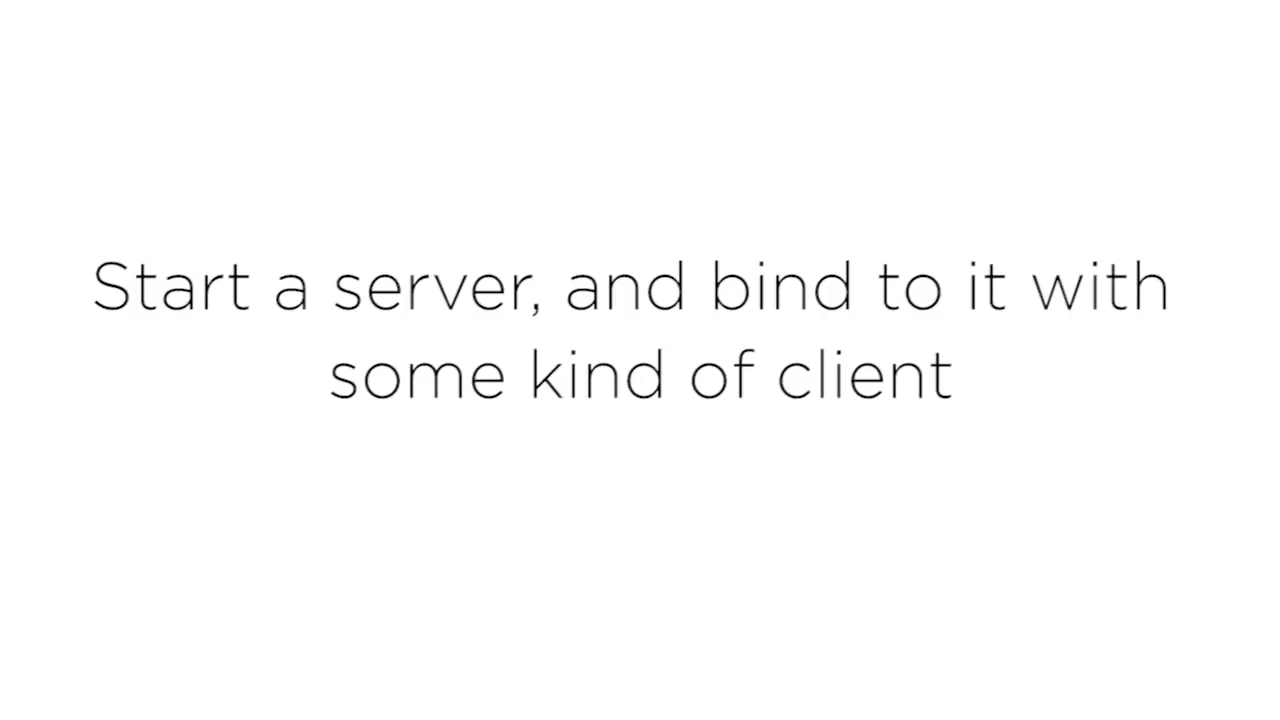 Start a server, and bind to it with
some kind of client